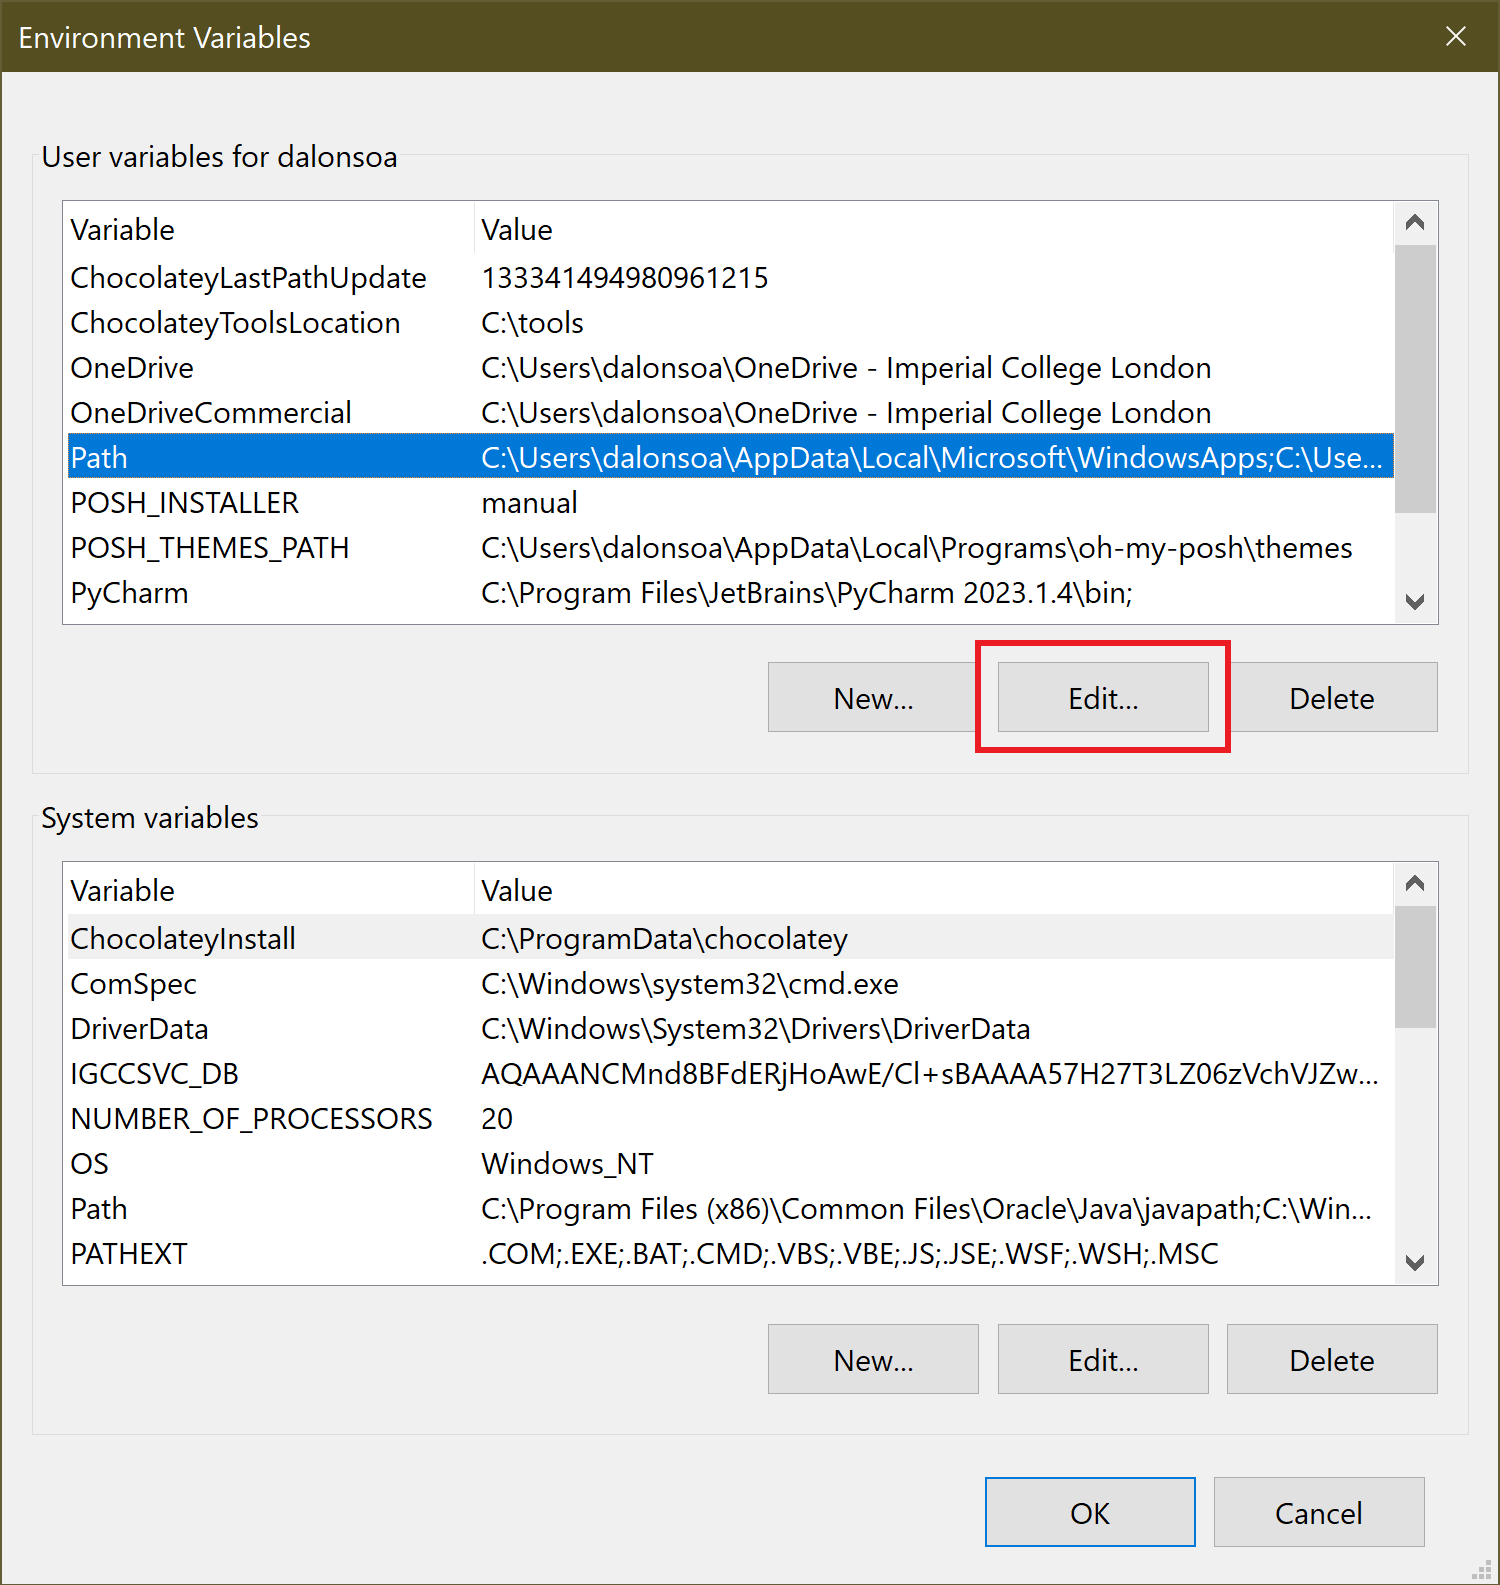 Environment Variables
User variables for dalonsoa
Variable Value
ChocolateyLastPathUpdate 133341494980961215
ChocolateyToolsLocation C:\tools
OneDrive C:\Users\dalonsoa\OneDrive - Imperial College London
OneDriveCommercial C:\Users\dalonsoa\OneDrive - Imperial College London
Path C:\Users\dalonsoa\AppData\Local\Microsoft\WindowsApps;C:\Use...
POSH_INSTALLER manual
POSH_THEMES_PATH C:\Users\dalonsoa\AppData\Local\Programs\oh-my-posh\themes
PyCharm C:\Program Files\JetBrains\PyCharm 2023.1.4\bin;
New... Edit... Delete
System variables
Variable Value
ChocolateyInstall C:\ProgramData\chocolatey
ComSpec C:\Windows\system32\cmd.exe
DriverData C:\Windows\System32\Drivers\DriverData
IGCCSVC_DB AQAAANCMnd8BFdERjHoAwE/Cl+sBAAAA57H27T3LZ06zVchVJZw...
NUMBER_OF_PROCESSORS 20
OS Windows_NT
Path C:\Program Files (x86)\Common Files\Oracle\Java\javapath;C:\Win...
PATHEXT .COM;.EXE;.BAT;.CMD;.VBS;.VBE;.JS;.JSE;.WSF;.WSH;.MSC
New... Edit... Delete
OK Cancel